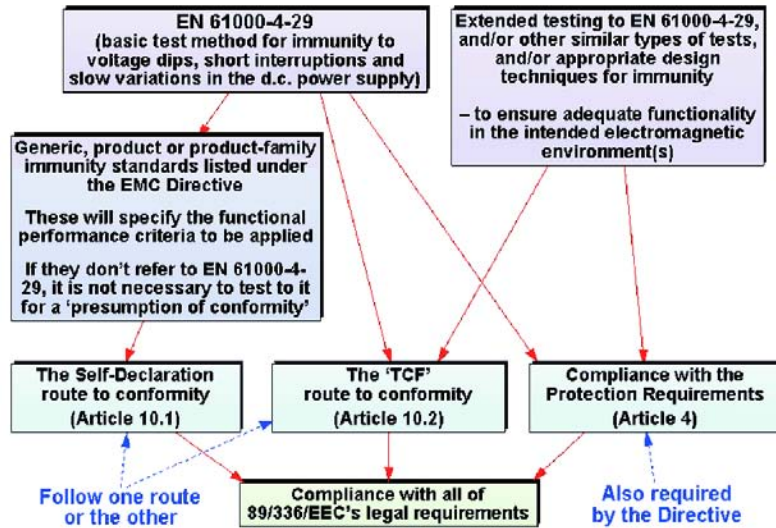 EN 61000-4-29
(basic test method for immunity to
voltage dips, short interruptions and
slow variations in the d.c. power supply)
Extended testing to EN 61000-4-29,
and/or other similar types of tests,
and/or appropriate design
techniques for immunity
– to ensure adequate functionality
in the intended electromagnetic
environment(s)
Generic, product or product-family
immunity standards listed under
the EMC Directive
These will specify the functional
performance criteria to be applied
If they don't refer to EN 61000-4-
29, it is not necessary to test to it
for a 'presumption of conformity'
The Self-Declaration
route to conformity
(Article 10.1)
The 'TCF'
route to conformity
(Article 10.2)
Compliance with the
Protection Requirements
(Article 4)
Follow one route
or the other
Compliance with all of
89/336/EEC's legal requirements
Also required
by the Directive